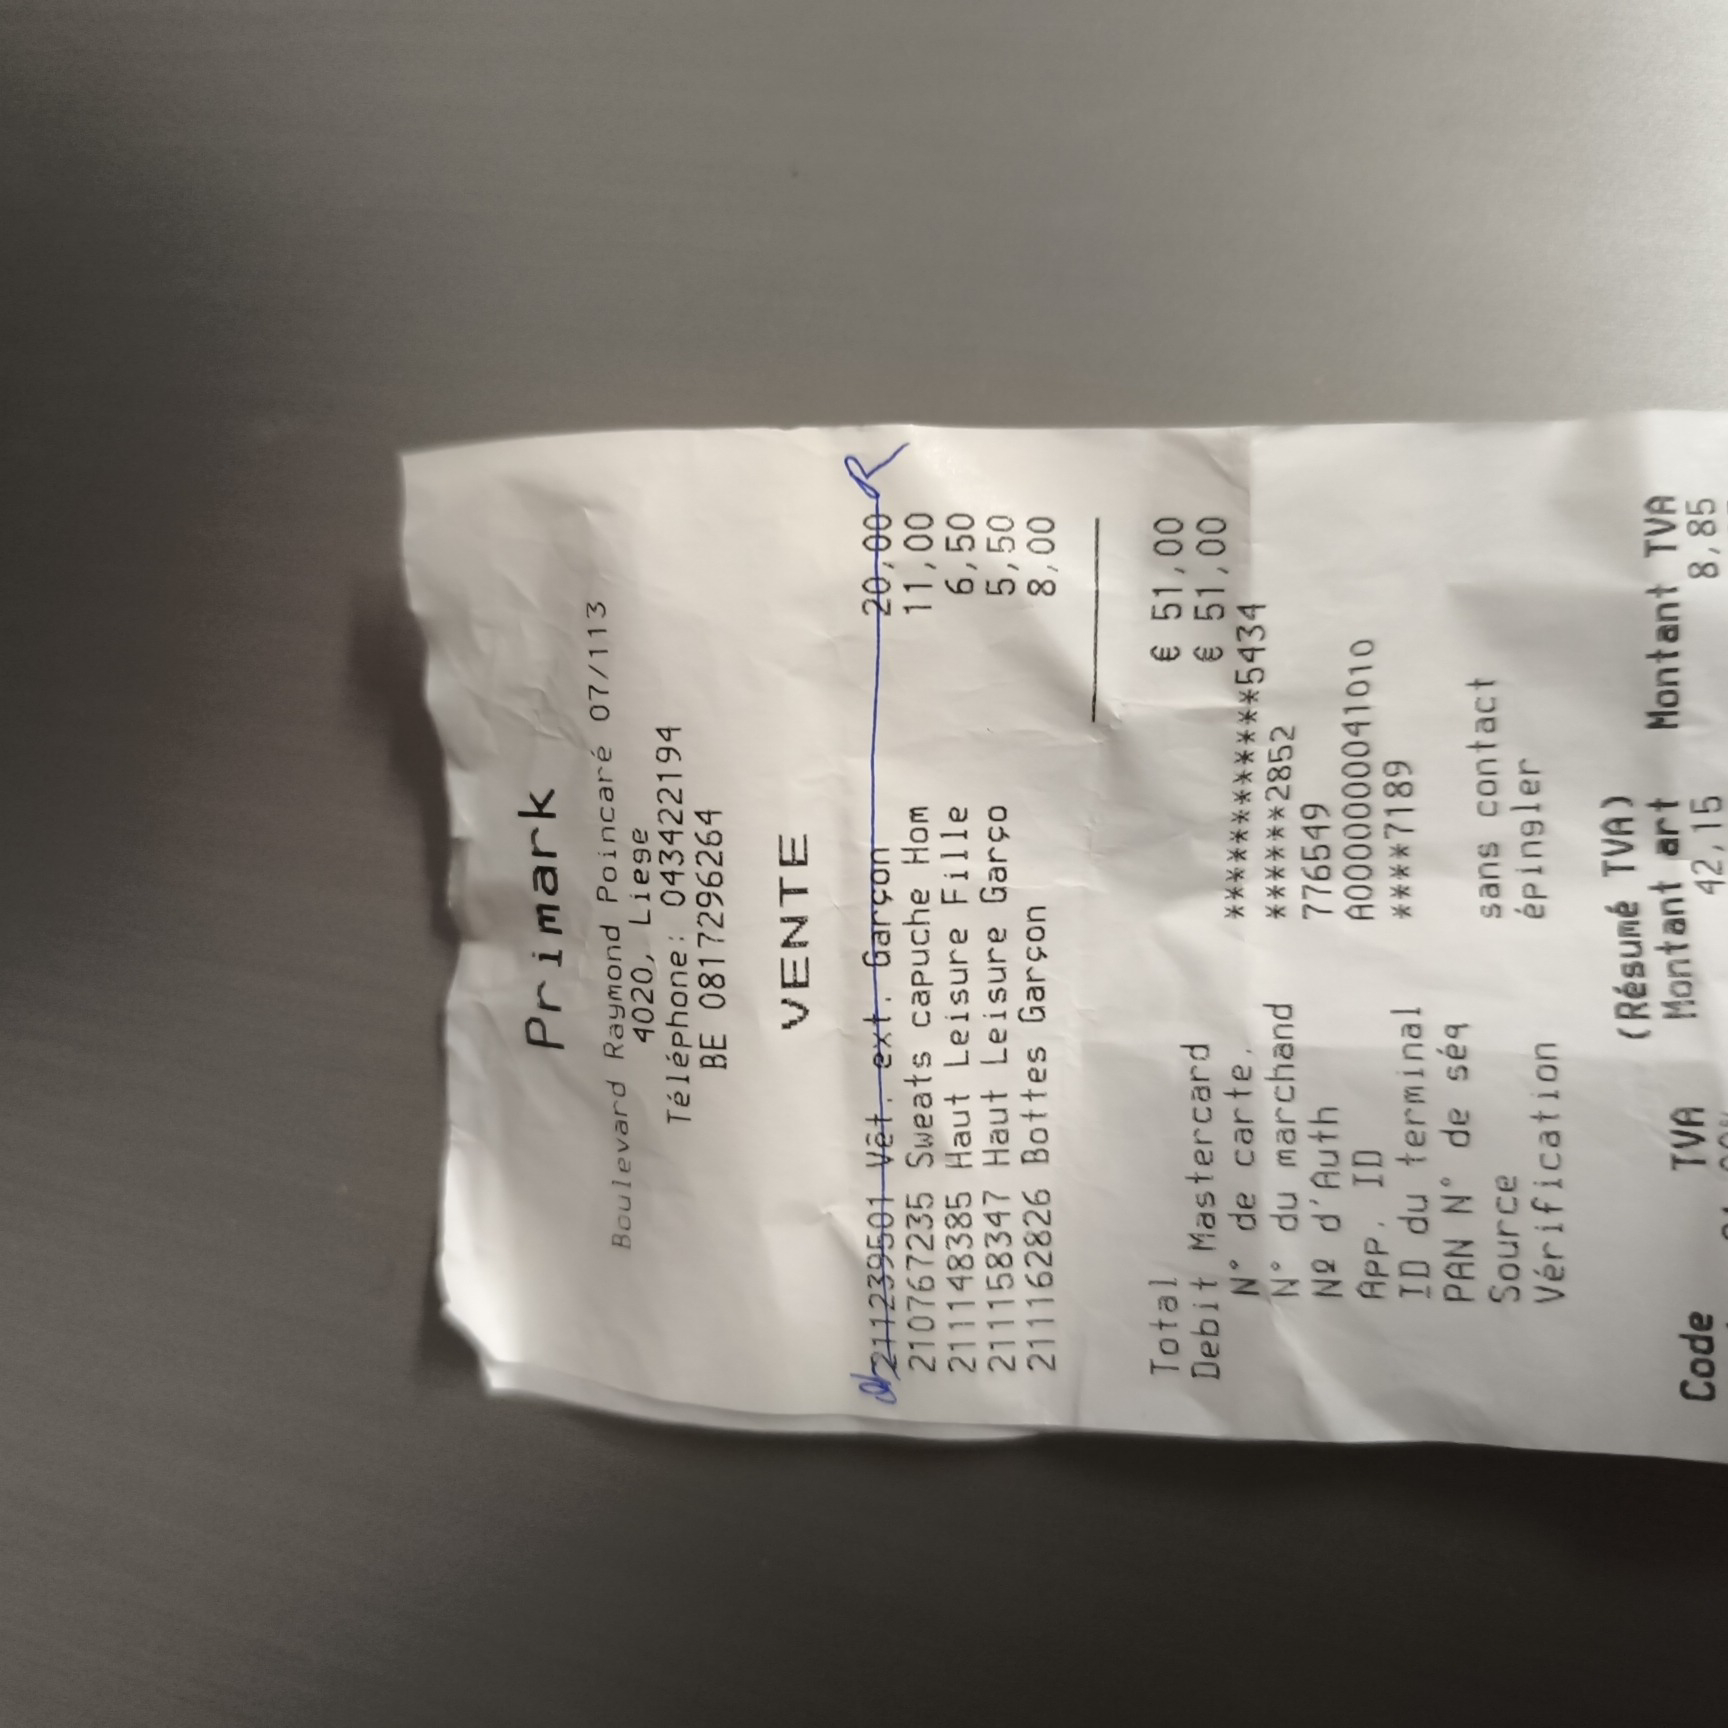 Primark
Boulevard Raymond Poincaré 07/113
4020, Liege
Téléphone: 043422194
BE 0817296264
VENTE
211239501 Vêt. ext. Garçon 20,00 R
210767235 Sweats capuche Hom 11,00
211148385 Haut Leisure Fille 6,50
211158347 Haut Leisure Garço 5,50
211162826 Bottes Garçon 8,00
Total € 51,00
Debit Mastercard € 51,00
N° de carte. ************5434
N° du marchand *****2852
Nº d'Auth 776549
App. ID A0000000041010
ID du terminal ****7189
PAN N° de séq
Source sans contact
Vérification épingler
(Résumé TVA)
Code TVA Montant art Montant TVA
42,15 8,85